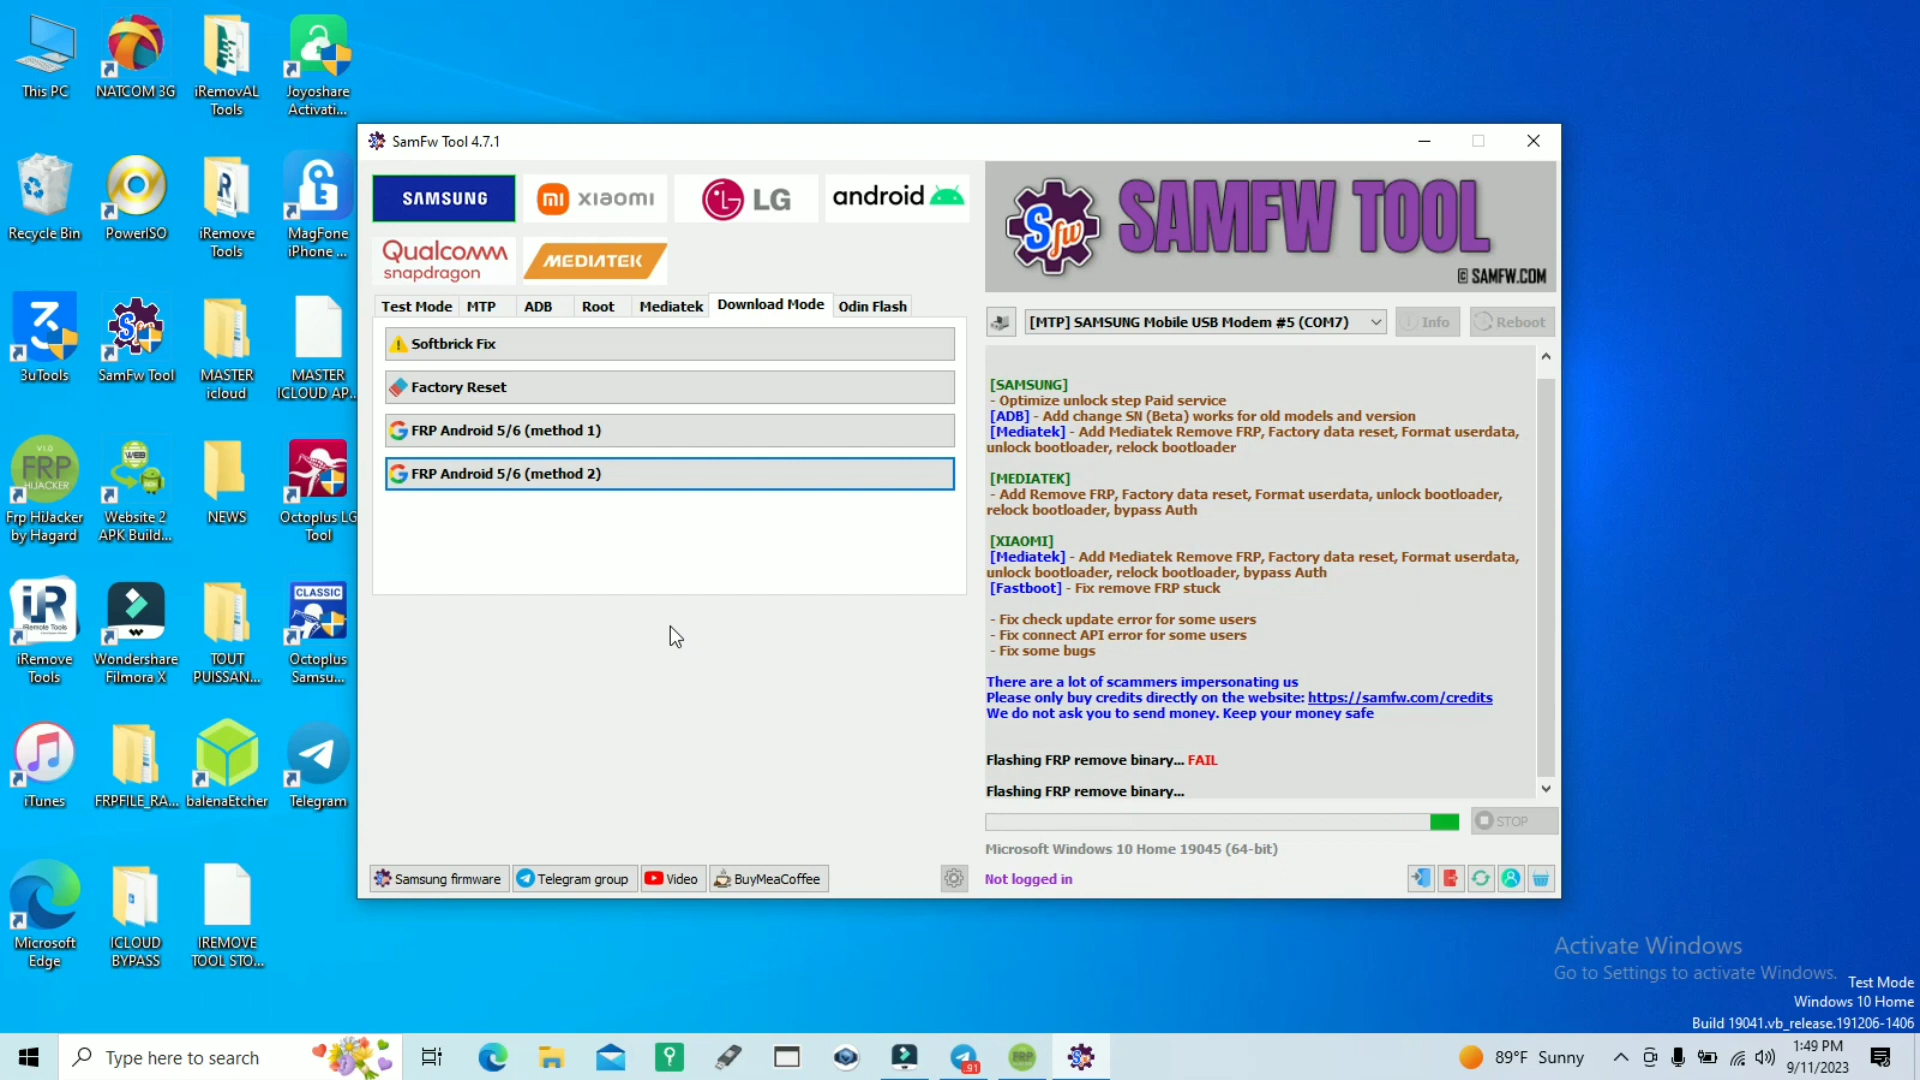 This PC
NATCOM 3G
iRemovAL
Tools
Joyoshare
Activati...
Recycle Bin
PowerISO
iRemove
Tools
MagFone
iPhone ...
3uTools
SamFw Tool
MASTER
icloud
MASTER
ICLOUD AP...
V1.0
FRP
HIJACKER
Frp HiJacker
by Hagard
WEB
Website 2
APK Build...
NEWS
Octoplus LG
Tool
iR
iRemote Tools
iRemove
Tools
Wondershare
Filmora X
TOUT
PUISSAN...
CLASSIC
Octoplus
Samsu...
iTunes
FRPFILE_RA...
balenaEtcher
Telegram
Microsoft
Edge
ICLOUD
BYPASS
IREMOVE
TOOL STO...
SamFw Tool 4.7.1
SAMSUNG
xiaomi
LG
android
Qualcomm
snapdragon
MEDIATEK
Test Mode
MTP
ADB
Root
Mediatek
Download Mode
Odin Flash
Softbrick Fix
Factory Reset
FRP Android 5/6 (method 1)
FRP Android 5/6 (method 2)
Samsung firmware
Telegram group
Video
BuyMeaCoffee
Sfw
SAMFW TOOL
© SAMFW.COM
[MTP] SAMSUNG Mobile USB Modem #5 (COM7)
Info
Reboot
[SAMSUNG]
- Optimize unlock step Paid service
[ADB] - Add change SN (Beta) works for old models and version
[Mediatek] - Add Mediatek Remove FRP, Factory data reset, Format userdata,
unlock bootloader, relock bootloader
[MEDIATEK]
- Add Remove FRP, Factory data reset, Format userdata, unlock bootloader,
relock bootloader, bypass Auth
[XIAOMI]
[Mediatek] - Add Mediatek Remove FRP, Factory data reset, Format userdata,
unlock bootloader, relock bootloader, bypass Auth
[Fastboot] - Fix remove FRP stuck
- Fix check update error for some users
- Fix connect API error for some users
- Fix some bugs
There are a lot of scammers impersonating us
Please only buy credits directly on the website: https://samfw.com/credits
We do not ask you to send money. Keep your money safe
Flashing FRP remove binary... FAIL
Flashing FRP remove binary...
STOP
Microsoft Windows 10 Home 19045 (64-bit)
Not logged in
Activate Windows
Go to Settings to activate Windows.
Test Mode
Windows 10 Home
Build 19041.vb_release.191206-1406
Type here to search
91
FRP
89°F Sunny
1:49 PM
9/11/2023